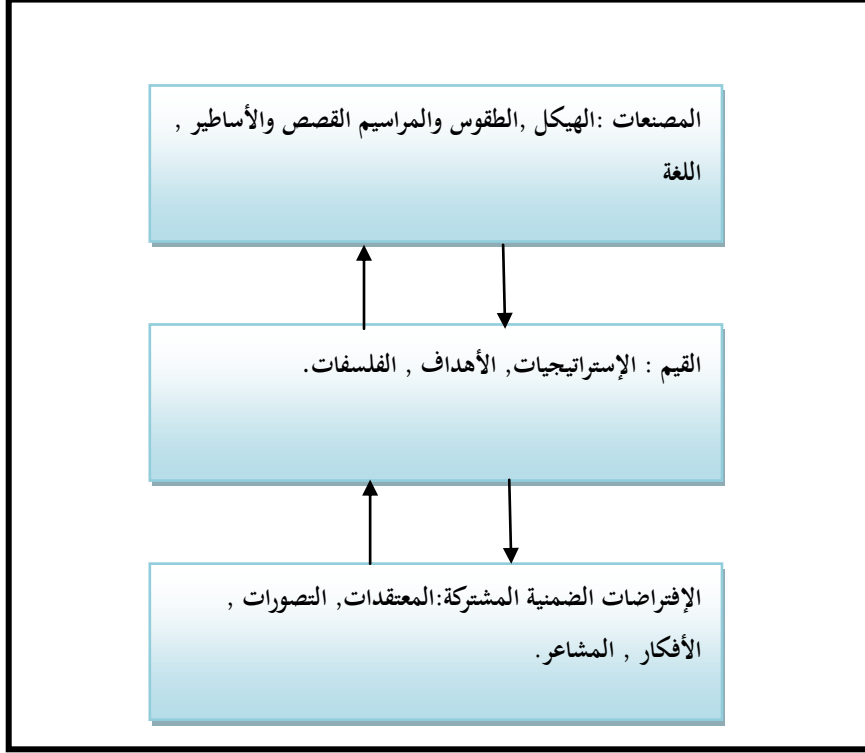 المصنعات :الهيكل ,الطقوس والمراسيم القصص والأساطير ,
اللغة
القيم : الإستراتيجيات, الأهداف , الفلسفات.
الإفتراضات الضمنية المشتركة:المعتقدات, التصورات ,
الأفكار , المشاعر.